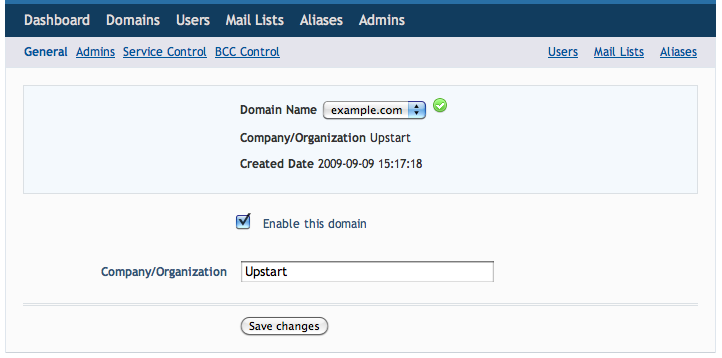 Dashboard Domains Users Mail Lists Aliases Admins
General Admins Service Control BCC Control Users Mail Lists Aliases
Domain Name example.com
Company/Organization Upstart
Created Date 2009-09-09 15:17:18
Enable this domain
Company/Organization Upstart
Save changes